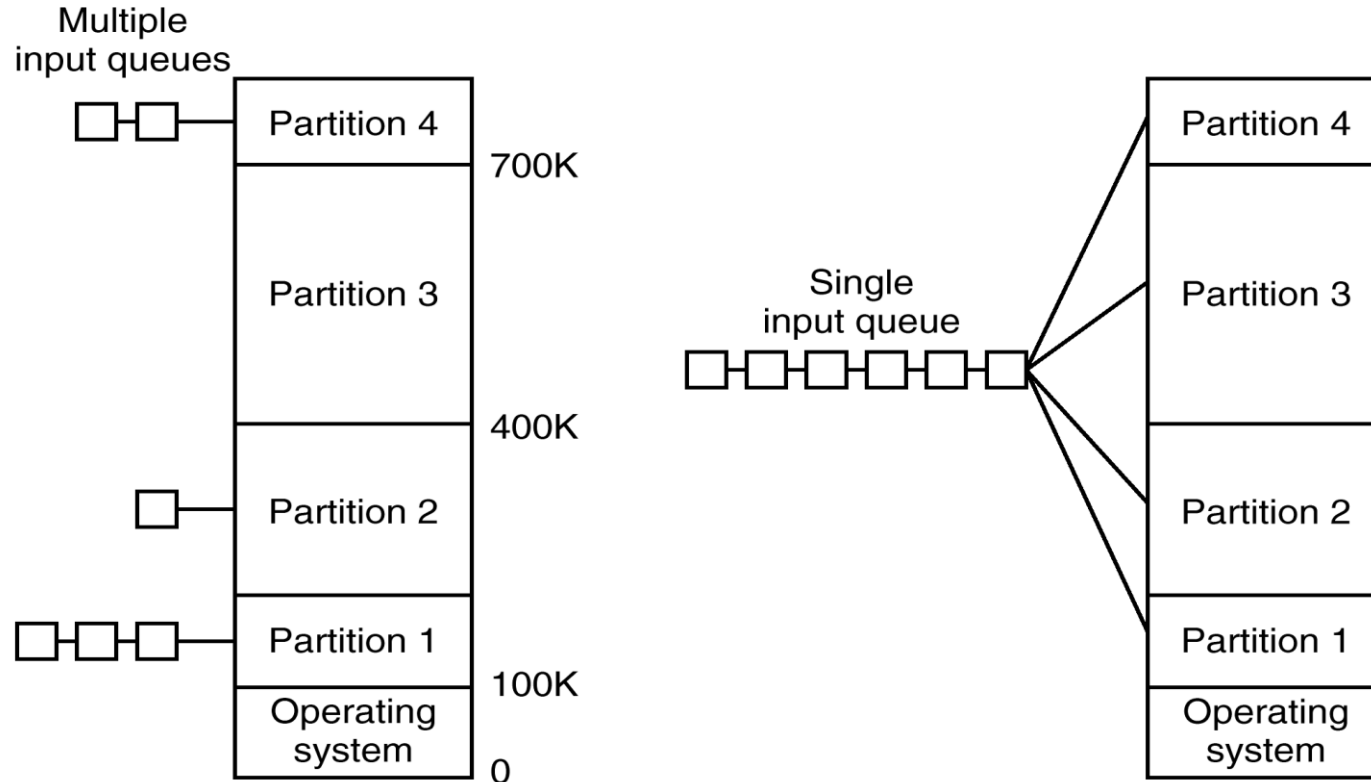 Multiple
input queues
Partition 4
700K
Partition 3
400K
Partition 2
Partition 1
100K
Operating
system
0
Single
input queue
Partition 4
Partition 3
Partition 2
Partition 1
Operating
system